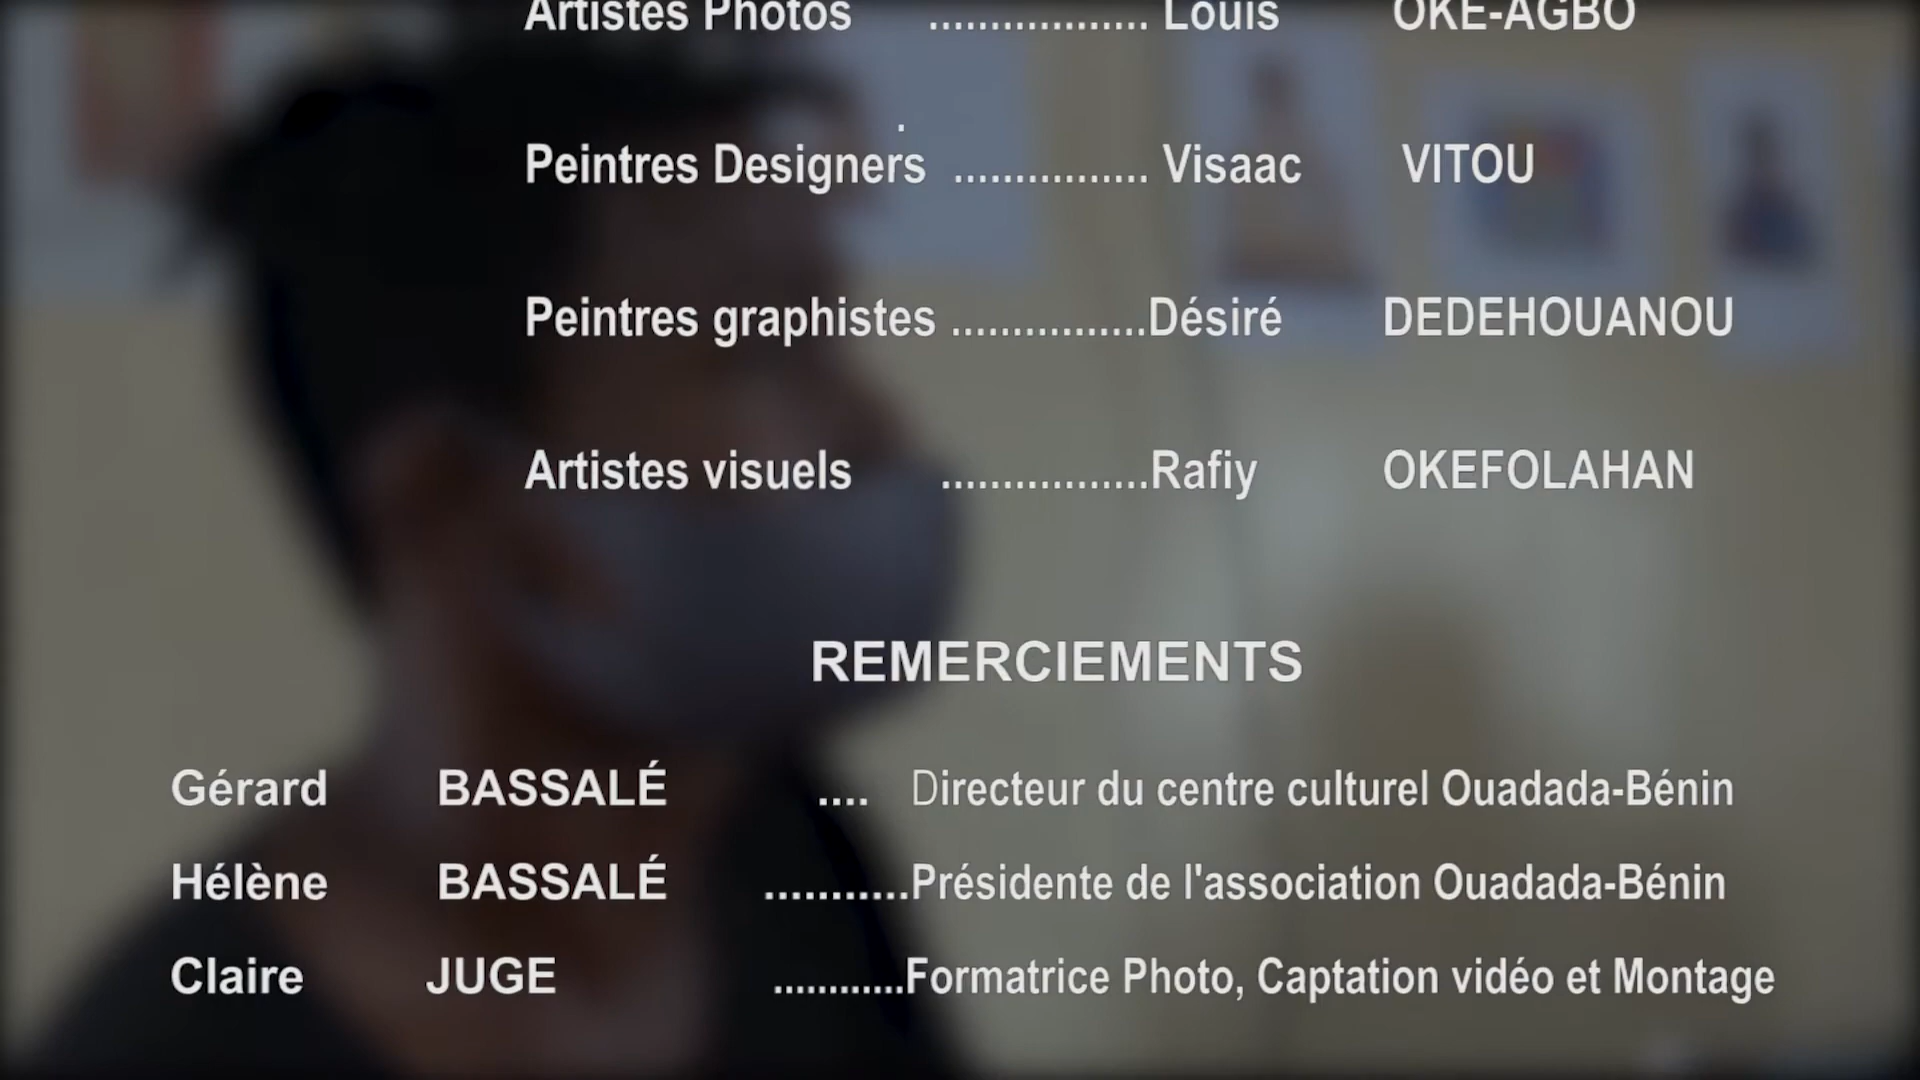 Artistes Photos .................. Louis OKE-AGBO
.
Peintres Designers ................ Visaac VITOU
Peintres graphistes ................Désiré DEDEHOUANOU
Artistes visuels .................Rafiy OKEFOLAHAN
REMERCIEMENTS
Gérard BASSALÉ .... Directeur du centre culturel Ouadada-Bénin
Hélène BASSALÉ ...........Présidente de l'association Ouadada-Bénin
Claire JUGE ............Formatrice Photo, Captation vidéo et Montage